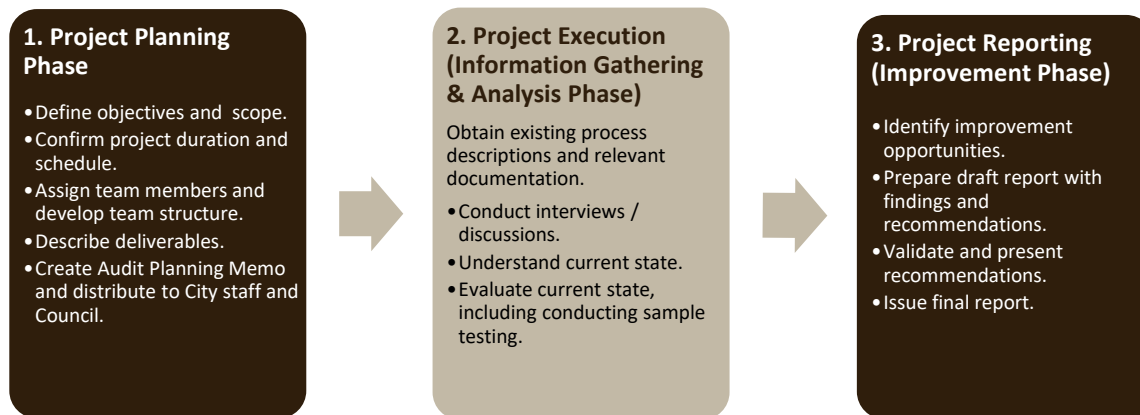 1. Project Planning
Phase
•Define objectives and scope.
•Confirm project duration and
schedule.
•Assign team members and
develop team structure.
•Describe deliverables.
•Create Audit Planning Memo
and distribute to City staff and
Council.
2. Project Execution
(Information Gathering
& Analysis Phase)
Obtain existing process
descriptions and relevant
documentation.
•Conduct interviews /
discussions.
•Understand current state.
•Evaluate current state,
including conducting sample
testing.
3. Project Reporting
(Improvement Phase)
•Identify improvement
opportunities.
•Prepare draft report with
findings and
recommendations.
•Validate and present
recommendations.
•Issue final report.